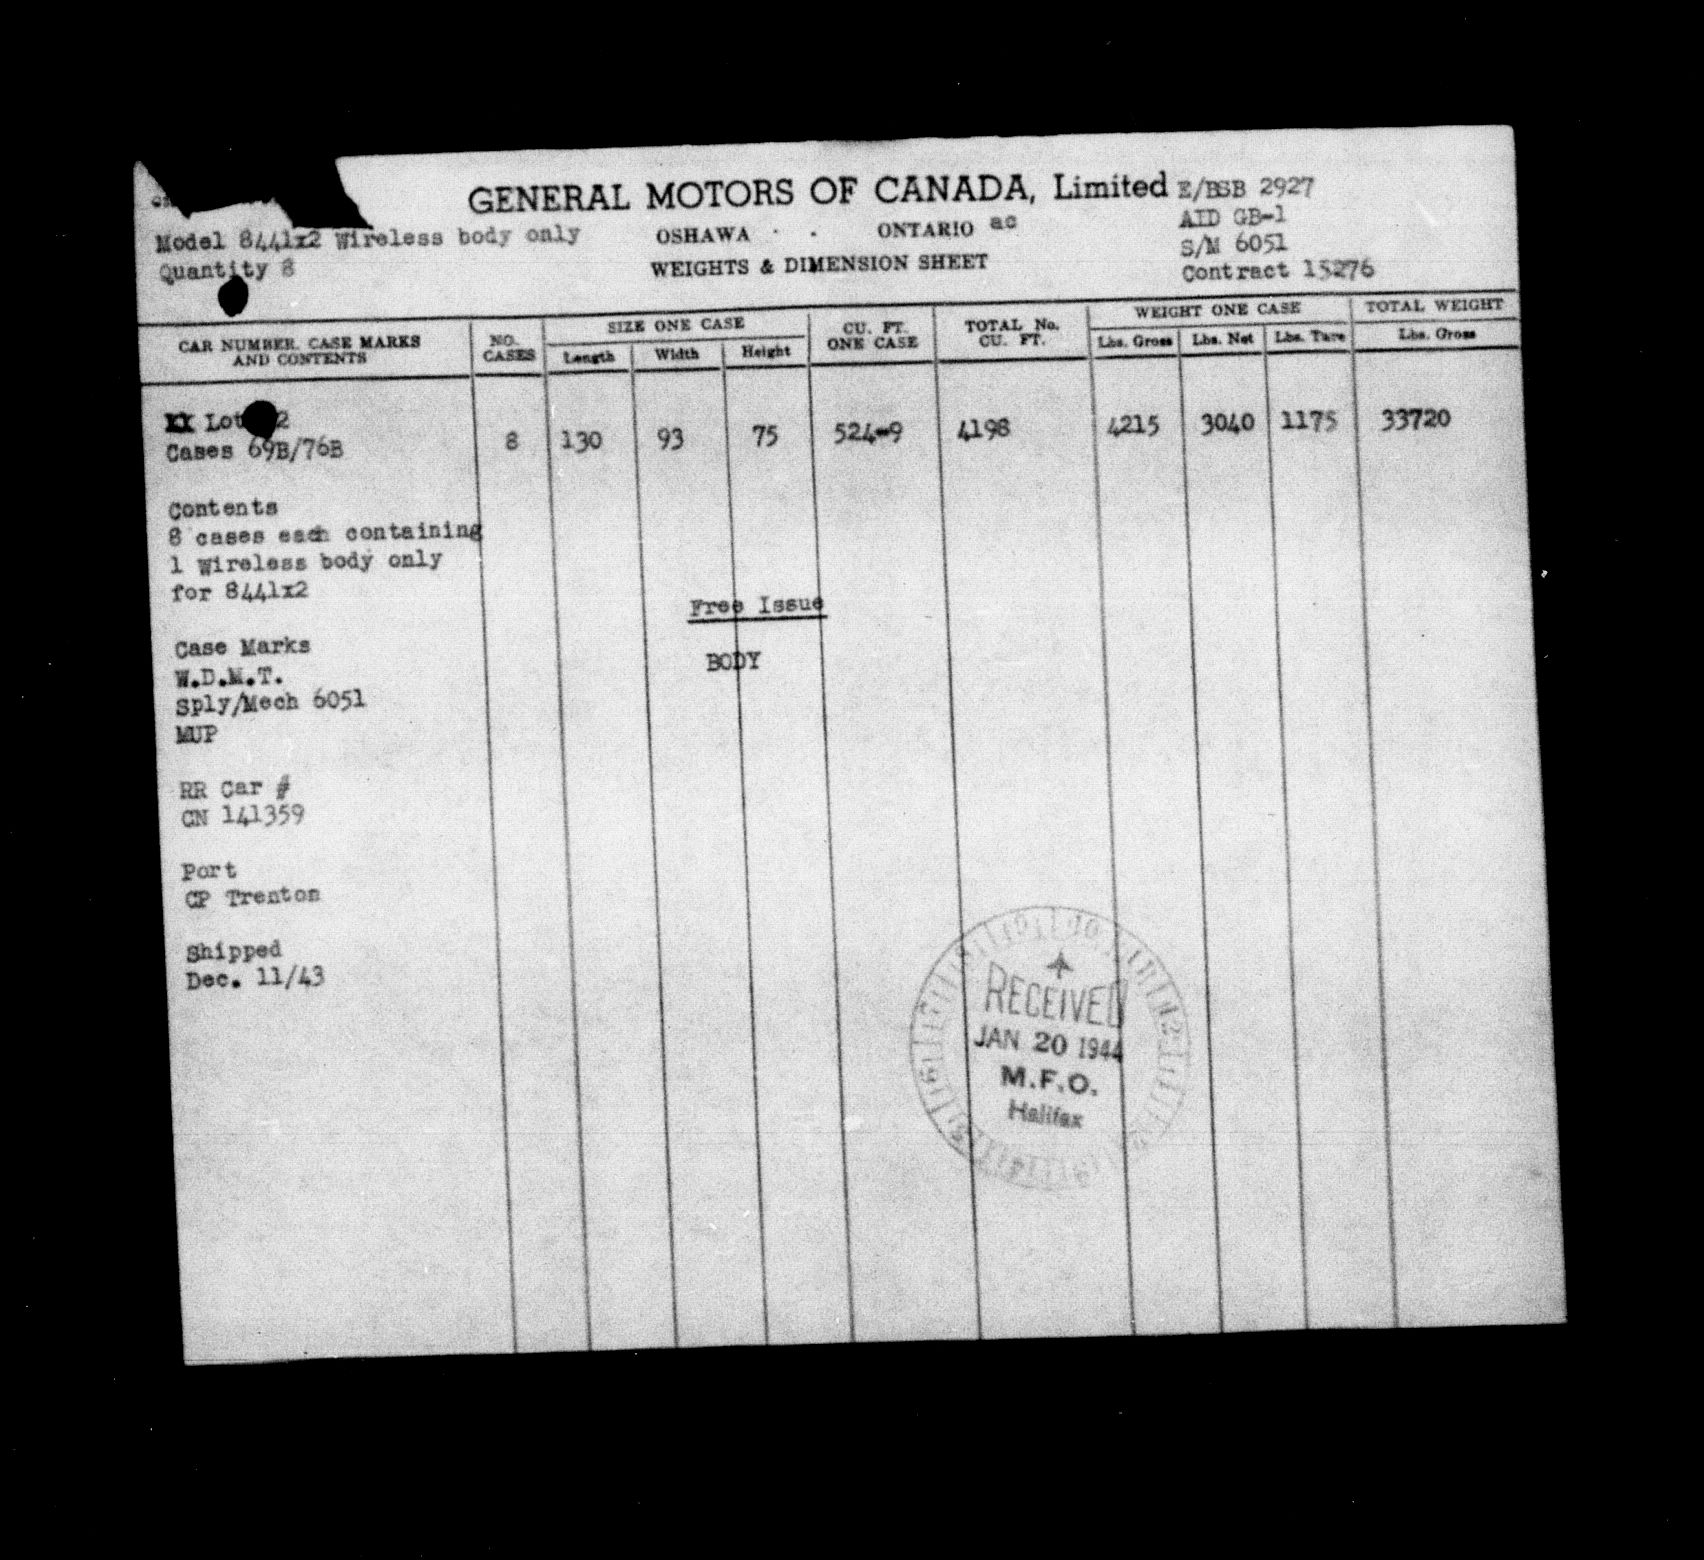 GENERAL MOTORS OF CANADA, Limited E/BSB 2927
Model 8441x2 Wireless body only OSHAWA - - ONTARIO ac AID GB-1
Quantity 8 WEIGHTS & DIMENSION SHEET S/M 6051
Contract 15276
CAR NUMBER, CASE MARKS AND CONTENTS
NO. CASES
SIZE ONE CASE
Length Width Height
CU. FT. ONE CASE
TOTAL No. CU. FT.
WEIGHT ONE CASE
Lbs. Gross Lbs. Net Lbs. Tare
TOTAL WEIGHT
Lbs. Gross
XX Lot 2
Cases 69B/76B 8 130 93 75 524-9 4198 4215 3040 1175 33720
Contents
8 cases each containing
1 Wireless body only
for 8441x2
Free Issue
Case Marks
BODY
W.D.M.T.
Sply/Mech 6051
MUP
RR Car #
CN 141359
Port
CP Trenton
Shipped
Dec. 11/43
RECEIVED
JAN 20 1944
M.F.O.
Halifax